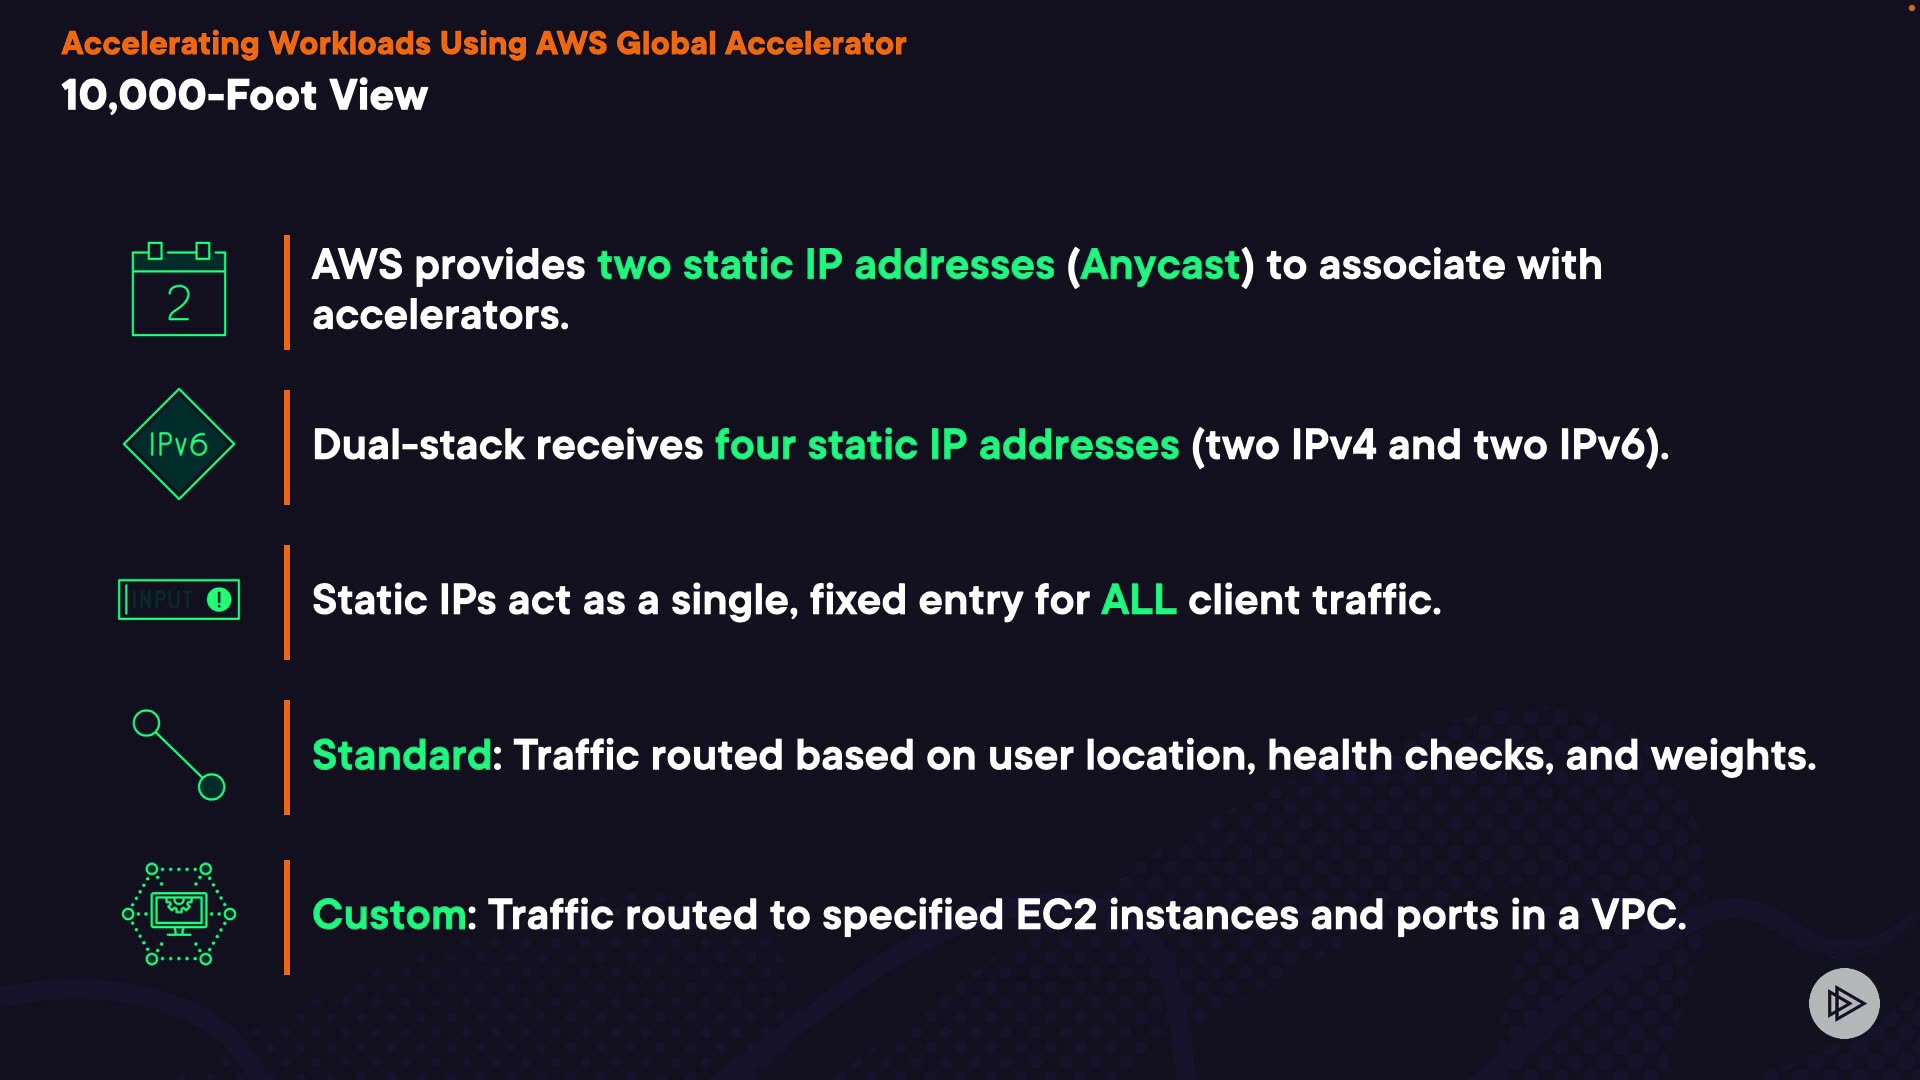 Accelerating Workloads Using AWS Global Accelerator
10,000-Foot View
2
AWS provides two static IP addresses (Anycast) to associate with
accelerators.
IPv6
Dual-stack receives four static IP addresses (two IPv4 and two IPv6).
INPUT !
Static IPs act as a single, fixed entry for ALL client traffic.
Standard: Traffic routed based on user location, health checks, and weights.
Custom: Traffic routed to specified EC2 instances and ports in a VPC.